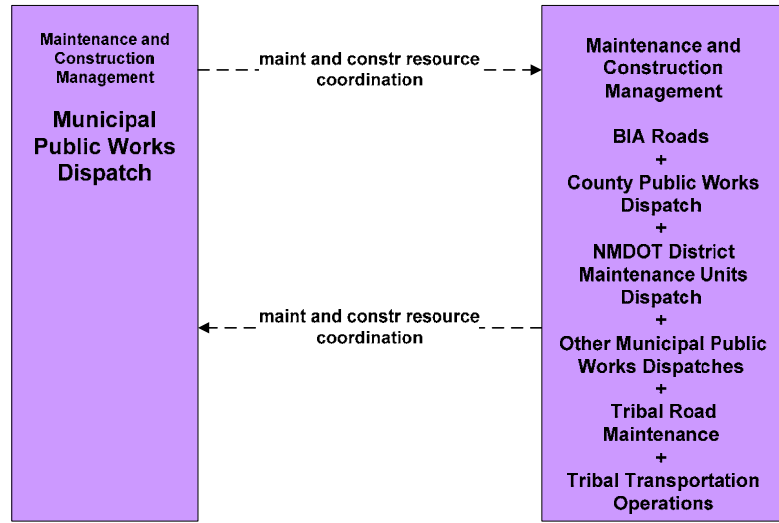 Maintenance and
Construction
Management
Municipal
Public Works
Dispatch
maint and constr resource
coordination
maint and constr resource
coordination
Maintenance and
Construction
Management
BIA Roads
+
County Public Works
Dispatch
+
NMDOT District
Maintenance Units
Dispatch
+
Other Municipal Public
Works Dispatches
+
Tribal Road
Maintenance
+
Tribal Transportation
Operations